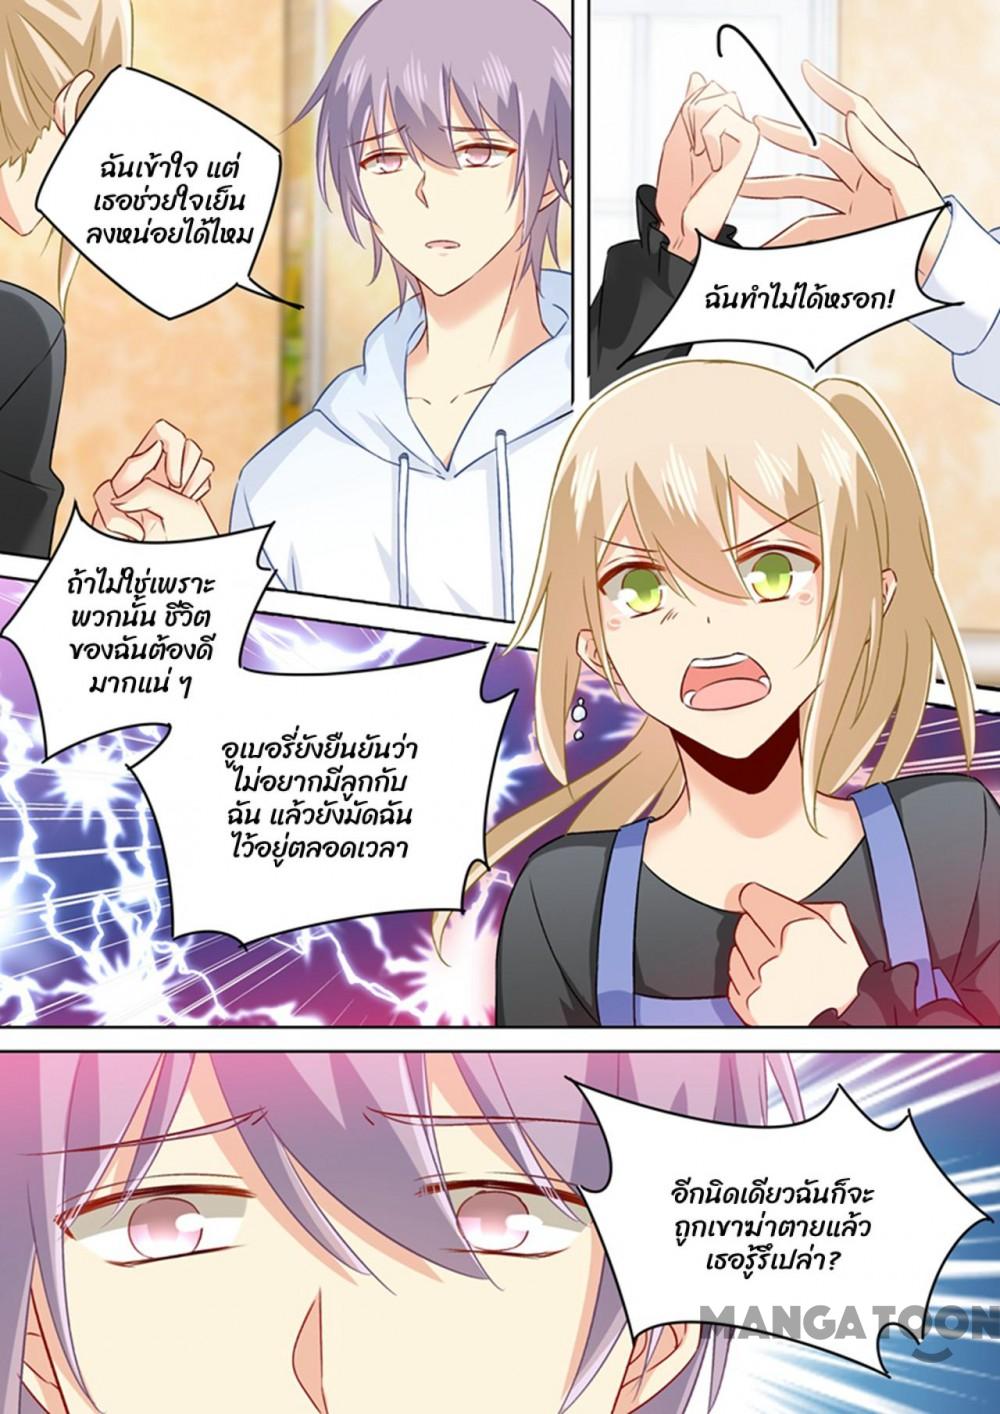 ฉันเข้าใจ แต่
เธอช่วยใจเย็น
ลงหน่อยได้ไหม
ฉันทำไม่ได้หรอก!
ถ้าไม่ใช่เพราะ
พวกนั้น ชีวิต
ของฉันต้องดี
มากแน่ ๆ
อูเบอรี่ยังยืนยันว่า
ไม่อยากมีลูกกับ
ฉัน แล้วยังมัดฉัน
ไว้อยู่ตลอดเวลา
อีกนิดเดียวฉันก็จะ
ถูกเขาฆ่าตายแล้ว
เธอรู้รึเปล่า?
MANGATOON